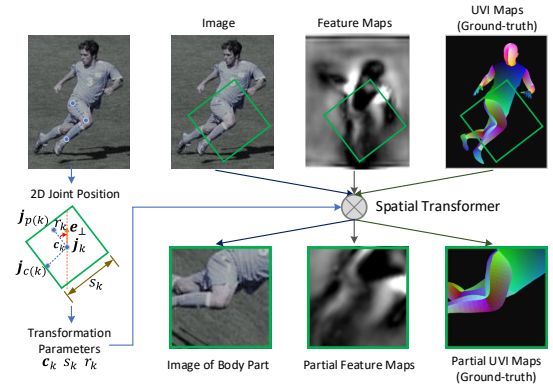 Image
Feature Maps
UVI Maps
(Ground-truth)
3
2D Joint Position
Spatial Transformer
j_p(k)
r_k
e_⊥
c_k
j_k
j_c(k)
s_k
Transformation
Parameters
c_k s_k r_k
Image of Body Part
Partial Feature Maps
Partial UVI Maps
(Ground-truth)